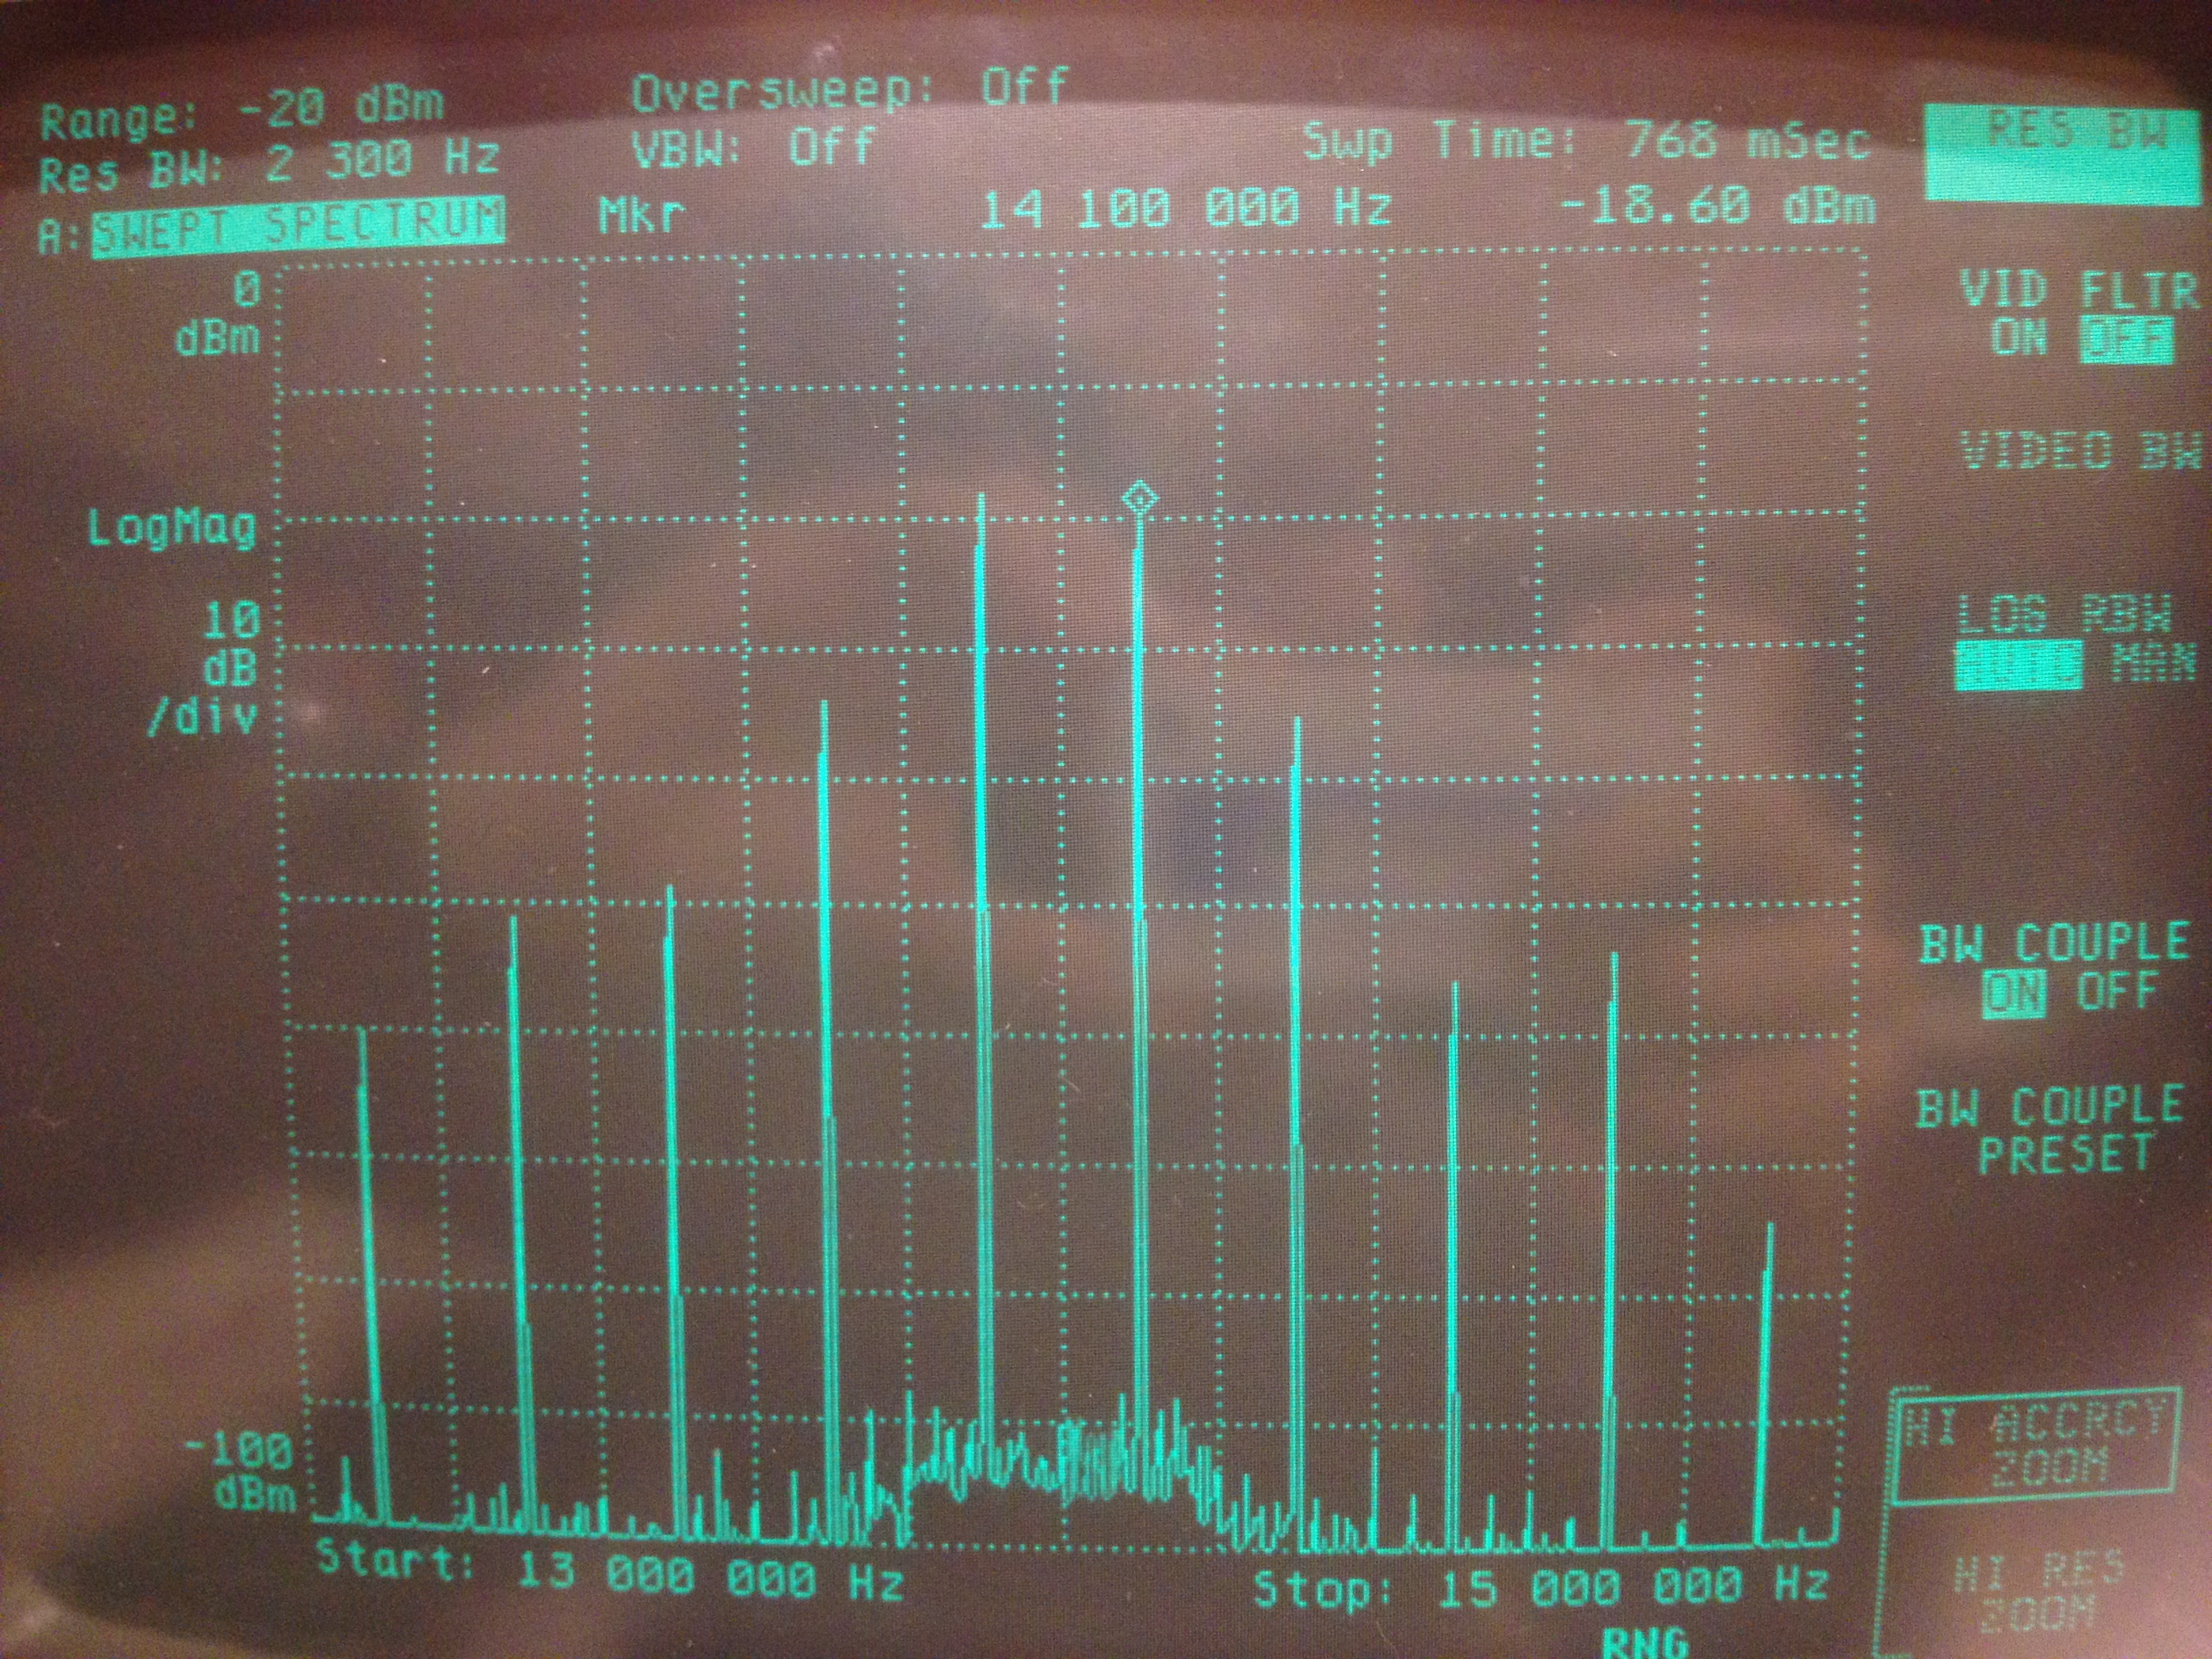 Range: -20 dBm
Oversweep: Off
Res BW: 2 300 Hz
VBW: Off
Swp Time: 768 mSec
A: SWEPT SPECTRUM
Mkr 14 100 000 Hz -18.60 dBm
0
dBm
LogMag
10
dB
/div
-100
dBm
Start: 13 000 000 Hz
Stop: 15 000 000 Hz
RNG
RES BW
VID FLTR
ON OFF
VIDEO BW
LOG RBW
AUTO MAN
BW COUPLE
ON OFF
BW COUPLE
PRESET
HI ACCRCY
ZOOM
HI RES
ZOOM